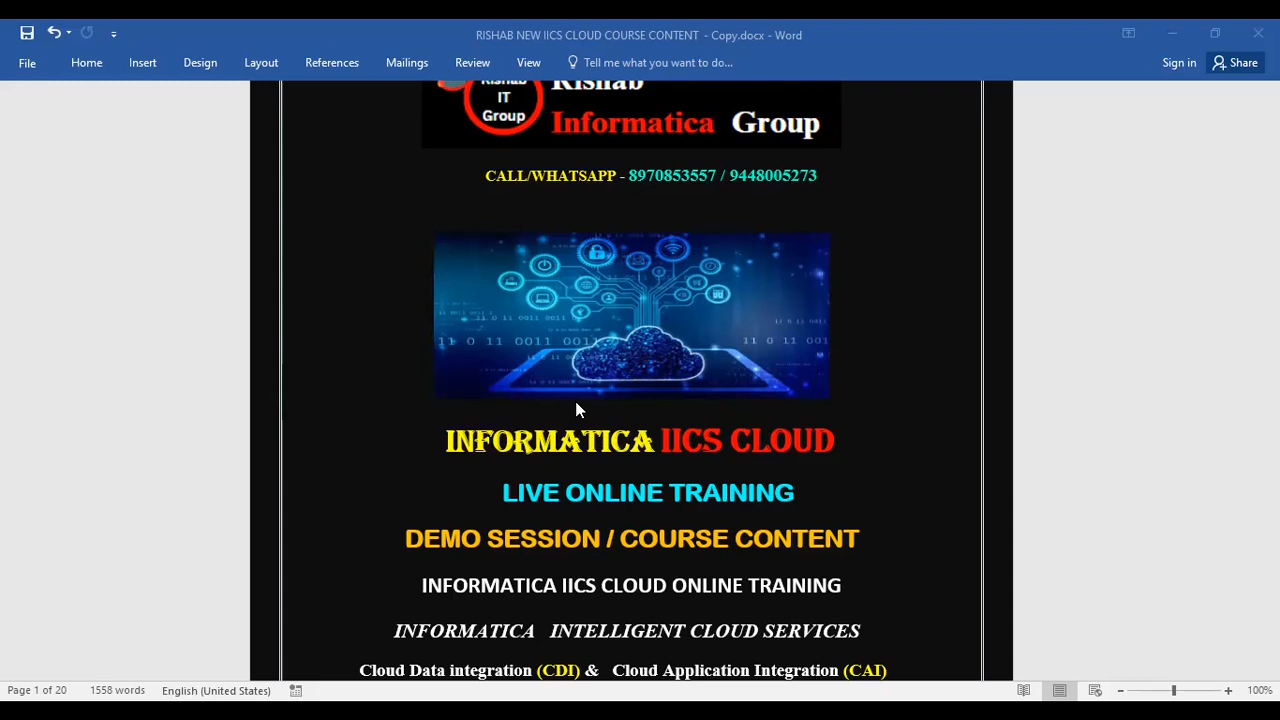 RISHAB NEW IICS CLOUD COURSE CONTENT - Copy.docx - Word
File Home Insert Design Layout References Mailings Review View Tell me what you want to do... Sign in Share
Rishab
IT
Group
Rishab
Informatica Group
CALL/WHATSAPP - 8970853557 / 9448005273
INFORMATICA IICS CLOUD
LIVE ONLINE TRAINING
DEMO SESSION / COURSE CONTENT
INFORMATICA IICS CLOUD ONLINE TRAINING
INFORMATICA INTELLIGENT CLOUD SERVICES
Cloud Data integration (CDI) & Cloud Application Integration (CAI)
Page 1 of 20 1558 words English (United States) 100%